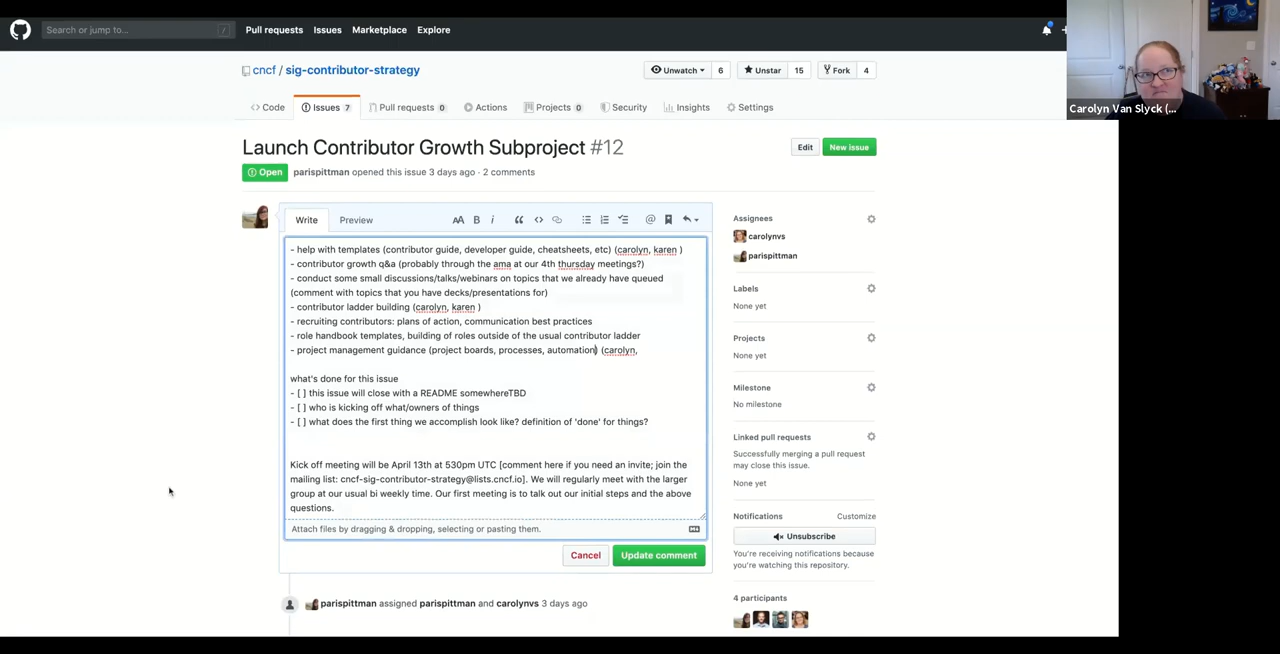 Search or jump to...
/
Pull requests
Issues
Marketplace
Explore
Carolyn Van Slyck (...
cncf / sig-contributor-strategy
Unwatch
6
Unstar
15
Fork
4
Code
Issues 7
Pull requests 0
Actions
Projects 0
Security
Insights
Settings
Launch Contributor Growth Subproject #12
Edit
New issue
Open
parispittman opened this issue 3 days ago · 2 comments
Write
Preview
- help with templates (contributor guide, developer guide, cheatsheets, etc) (carolyn, karen )
- contributor growth q&a (probably through the ama at our 4th thursday meetings?)
- conduct some small discussions/talks/webinars on topics that we already have queued
(comment with topics that you have decks/presentations for)
- contributor ladder building (carolyn, karen )
- recruiting contributors: plans of action, communication best practices
- role handbook templates, building of roles outside of the usual contributor ladder
- project management guidance (project boards, processes, automation) (carolyn,
what's done for this issue
- [ ] this issue will close with a README somewhereTBD
- [ ] who is kicking off what/owners of things
- [ ] what does the first thing we accomplish look like? definition of 'done' for things?
Kick off meeting will be April 13th at 530pm UTC [comment here if you need an invite; join the
mailing list: cncf-sig-contributor-strategy@lists.cncf.io]. We will regularly meet with the larger
group at our usual bi weekly time. Our first meeting is to talk out our initial steps and the above
questions.
Attach files by dragging & dropping, selecting or pasting them.
Cancel
Update comment
parispittman assigned parispittman and carolynvs 3 days ago
Assignees
carolynvs
parispittman
Labels
None yet
Projects
None yet
Milestone
No milestone
Linked pull requests
Successfully merging a pull request
may close this issue.
None yet
Notifications
Customize
Unsubscribe
You're receiving notifications because
you're watching this repository.
4 participants